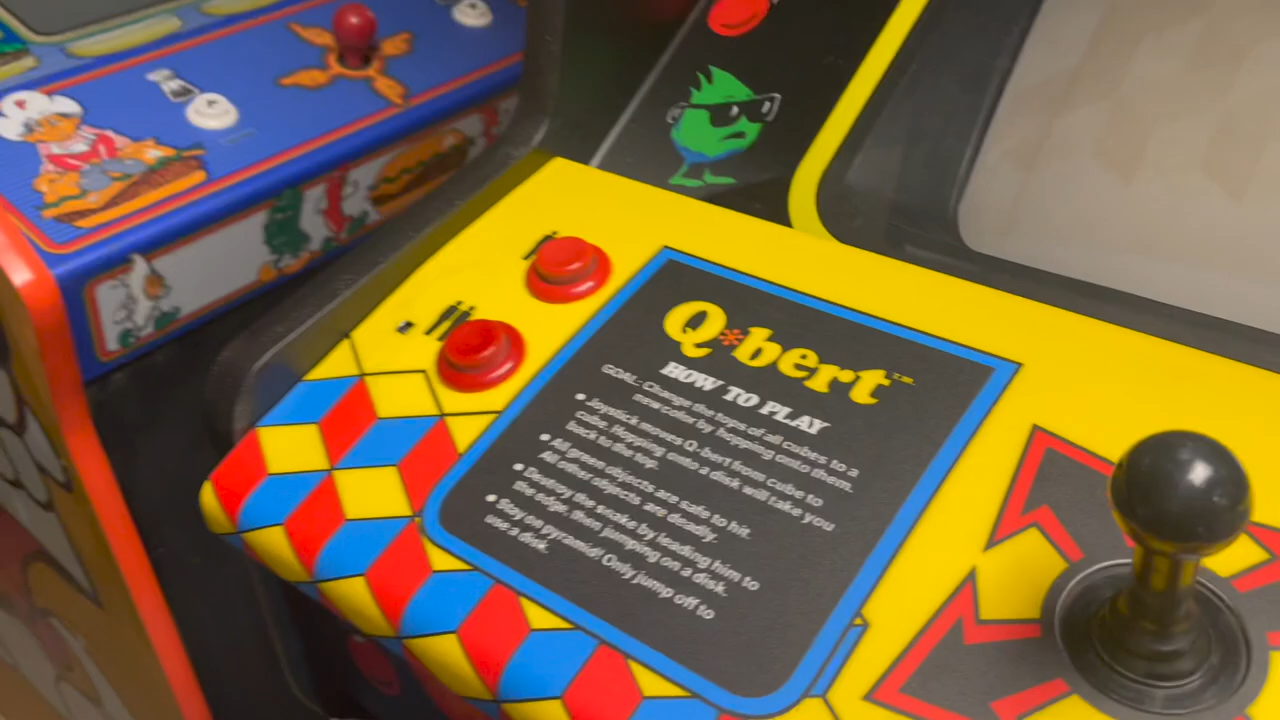 Q*bert T.M.
HOW TO PLAY
GOAL: Change the tops of all cubes to a
new color by hopping onto them.
• Joystick moves Q-bert from cube to
cube. Hopping onto a disk will take you
back to the top.
• All green objects are safe to hit.
All other objects are deadly.
• Destroy the snake by leading him to
the edge, then jumping on a disk.
• Stay on pyramid! Only jump off to
use a disk.